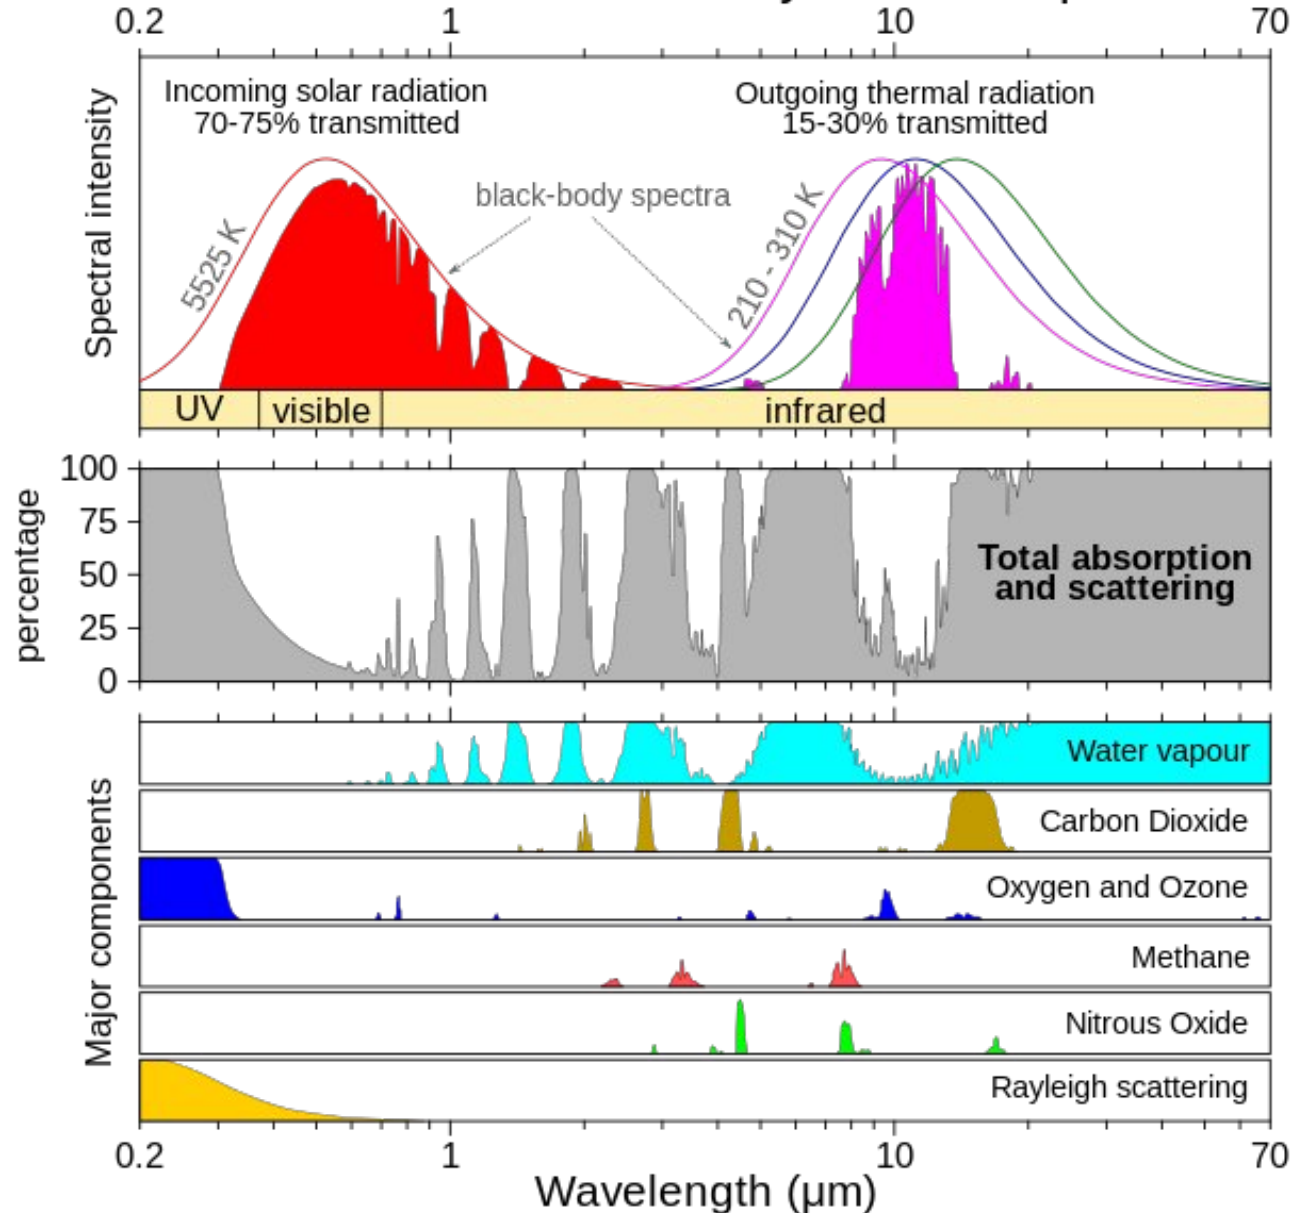 0.2 1 10 70
Incoming solar radiation
70-75% transmitted
Outgoing thermal radiation
15-30% transmitted
Spectral intensity
5525 K
black-body spectra
210 - 310 K
UV visible infrared
percentage
100
75
50
25
0
Total absorption
and scattering
Major components
Water vapour
Carbon Dioxide
Oxygen and Ozone
Methane
Nitrous Oxide
Rayleigh scattering
0.2 1 10 70
Wavelength (µm)